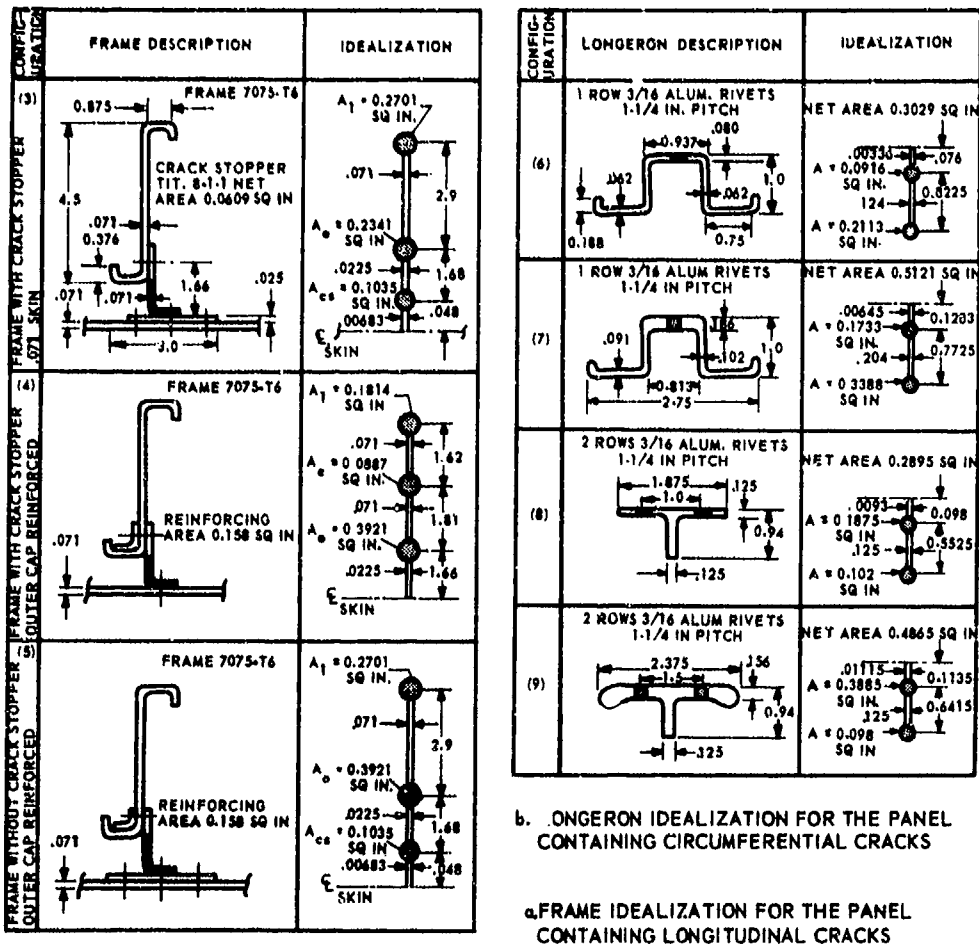 CONFIG-
URATION
FRAME DESCRIPTION
IDEALIZATION
FRAME WITH CRACK STOPPER
.071 SKIN
(3)
FRAME 7075-T6
0.875
4.5
CRACK STOPPER
TIT. 8-1-1 NET
AREA 0.0609 SQ IN
.071
0.376
.071
.071
1.66
.025
3.0
A₁ = 0.2701
SQ IN.
.071
2.9
Aₒ = 0.2341
SQ IN
.0225
1.68
A꜀ₛ = 0.1035
SQ IN.
.00683
.048
℄
SKIN
FRAME WITH CRACK STOPPER
OUTER CAP REINFORCED
(4)
FRAME 7075-T6
REINFORCING
AREA 0.158 SQ IN
.071
A₁ = 0.1814
SQ IN
.071
1.62
A = 0.0887
SQ IN
.071
1.81
Aₒ = 0.3921
SQ IN.
.0225
1.66
℄
SKIN
FRAME WITHOUT CRACK STOPPER
OUTER CAP REINFORCED
(5)
FRAME 7075-T6
REINFORCING
AREA 0.158 SQ IN
.071
A₁ = 0.2701
SQ IN.
.071
2.9
Aₒ = 0.3921
SQ IN
.0225
1.68
A꜀ₛ = 0.1035
SQ IN
.00683
.048
℄
SKIN
CONFIG-
URATION
LONGERON DESCRIPTION
IDEALIZATION
(6)
1 ROW 3/16 ALUM. RIVETS
1-1/4 IN. PITCH
0.937
.080
.062
.062
1.0
0.188
0.75
NET AREA 0.3029 SQ IN
.00336
.076
A = 0.0916
SQ IN.
.124
0.8225
A = 0.2113
SQ IN.
(7)
1 ROW 3/16 ALUM RIVETS
1-1/4 IN PITCH
.091
.102
1.0
0.813
2.75
NET AREA 0.5121 SQ IN
.00645
0.1283
A = 0.1733
SQ IN.
.204
0.7725
A = 0.3388
SQ IN
(8)
2 ROWS 3/16 ALUM. RIVETS
1-1/4 IN PITCH
1.875
.125
1.0
0.94
.125
NET AREA 0.2895 SQ IN
.0093
0.098
A = 0.1875
SQ IN
.125
0.5525
A = 0.102
SQ IN
(9)
2 ROWS 3/16 ALUM RIVETS
1-1/4 IN PITCH
2.375
.156
1.5
0.94
.125
NET AREA 0.4865 SQ IN
.01115
0.1135
A = 0.3885
SQ IN.
.125
0.6415
A = 0.098
SQ IN
b. ONGERON IDEALIZATION FOR THE PANEL
CONTAINING CIRCUMFERENTIAL CRACKS
a. FRAME IDEALIZATION FOR THE PANEL
CONTAINING LONGITUDINAL CRACKS